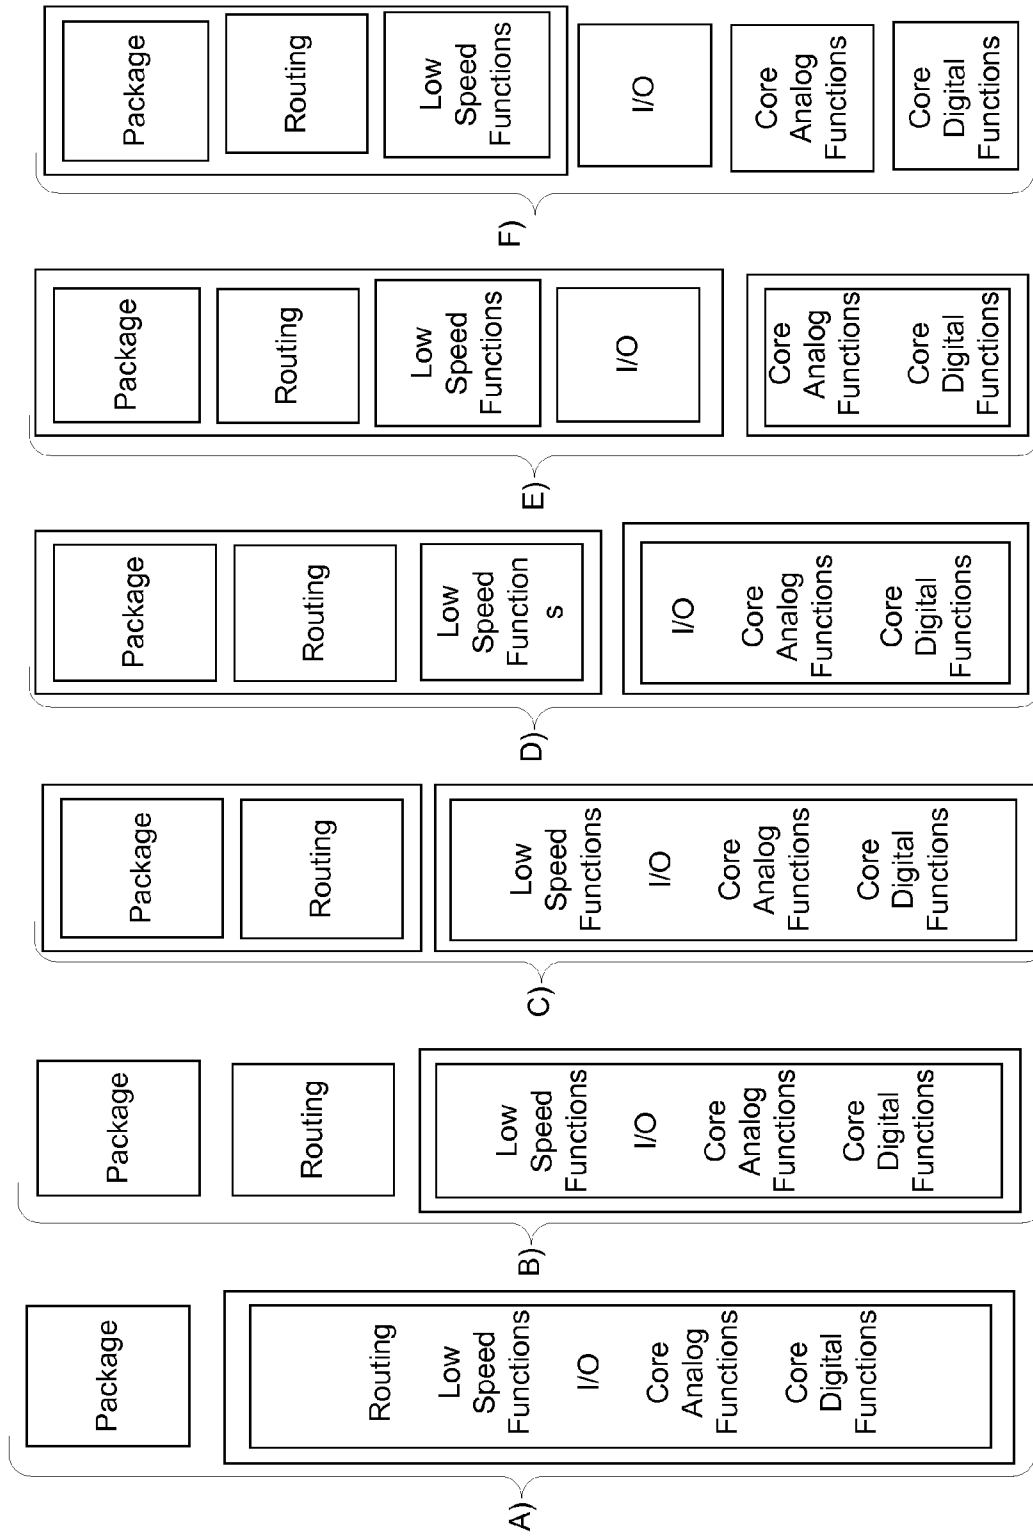 A)
Package
Routing
Low
Speed
Functions
I/O
Core
Analog
Functions
Core
Digital
Functions
B)
Package
Routing
Low
Speed
Functions
I/O
Core
Analog
Functions
Core
Digital
Functions
C)
Package
Routing
Low
Speed
Functions
I/O
Core
Analog
Functions
Core
Digital
Functions
D)
Package
Routing
Low
Speed
Function
s
I/O
Core
Analog
Functions
Core
Digital
Functions
E)
Package
Routing
Low
Speed
Functions
I/O
Core
Analog
Functions
Core
Digital
Functions
F)
Package
Routing
Low
Speed
Functions
I/O
Core
Analog
Functions
Core
Digital
Functions